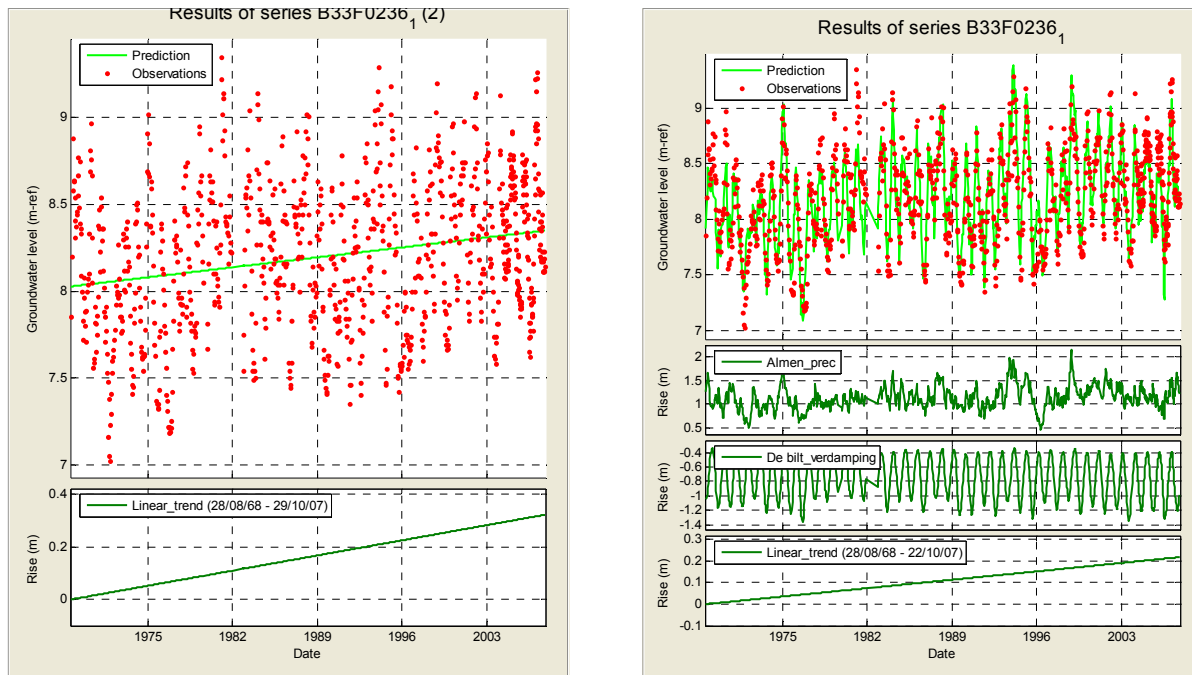 Results of series B33F0236₁ (2)
Prediction
Observations
9
8.5
8
7.5
7
Groundwater level (m-ref)
Linear_trend (28/08/68 - 29/10/07)
0.4
0.2
0
Rise (m)
1975 1982 1989 1996 2003
Date
Results of series B33F0236₁
Prediction
Observations
9
8.5
8
7.5
7
Groundwater level (m-ref)
Almen_prec
2
1.5
1
0.5
Rise (m)
De bilt_verdamping
-0.4
-0.6
-0.8
-1
-1.2
-1.4
Rise (m)
Linear_trend (28/08/68 - 22/10/07)
0.3
0.2
0.1
0
-0.1
Rise (m)
1975 1982 1989 1996 2003
Date